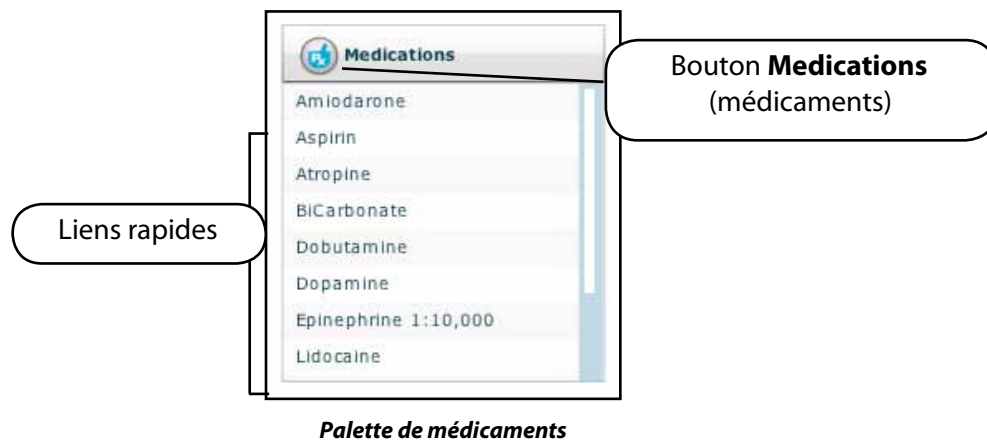 Medications
Bouton Medications
(médicaments)
Amiodarone
Aspirin
Atropine
BiCarbonate
Liens rapides
Dobutamine
Dopamine
Epinephrine 1:10,000
Lidocaine
Palette de médicaments